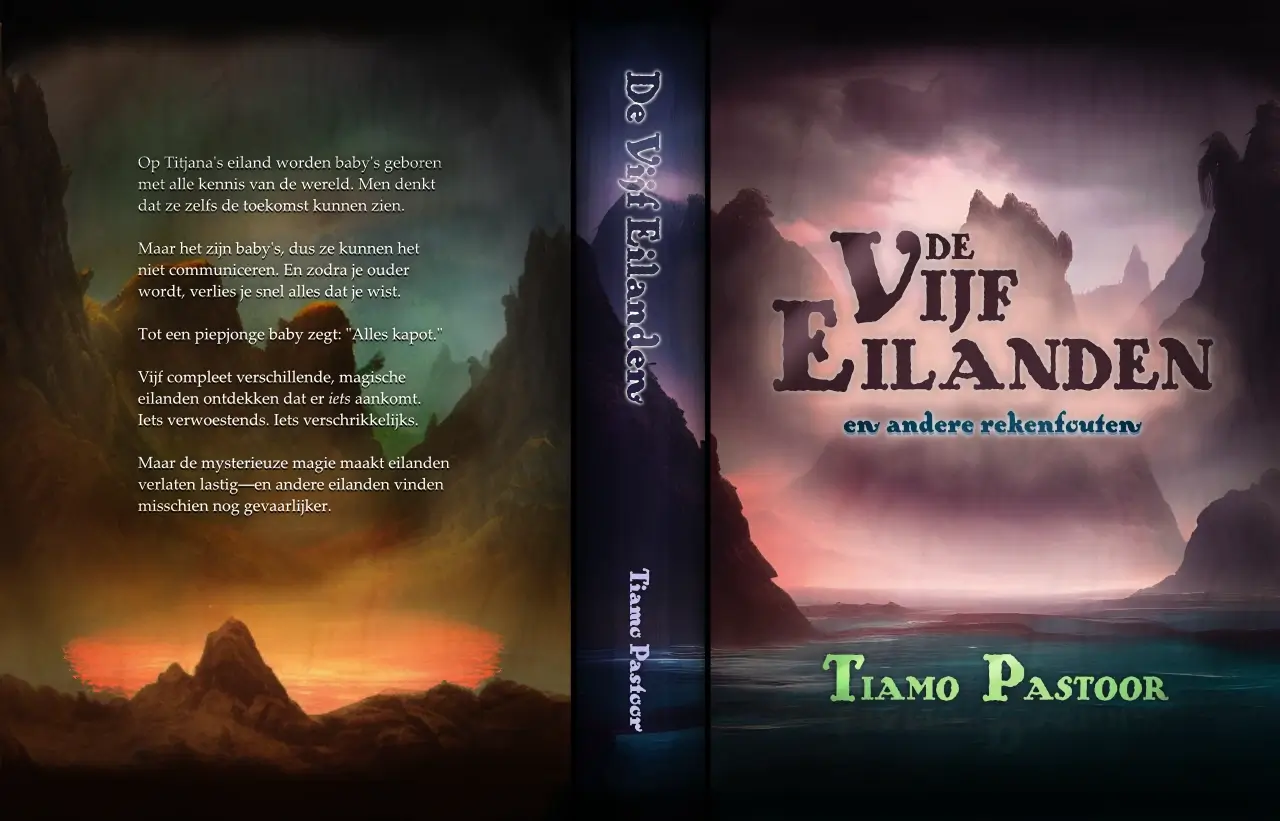 Op Titjana's eiland worden baby's geboren
met alle kennis van de wereld. Men denkt
dat ze zelfs de toekomst kunnen zien.
Maar het zijn baby's, dus ze kunnen het
niet communiceren. En zodra je ouder
wordt, verlies je snel alles dat je wist.
Tot een piepjonge baby zegt: "Alles kapot."
Vijf compleet verschillende, magische
eilanden ontdekken dat er iets aankomt.
Iets verwoestends. Iets verschrikkelijks.
Maar de mysterieuze magie maakt eilanden
verlaten lastig—en andere eilanden vinden
misschien nog gevaarlijker.
De Vijf Eilanden
Tiamo Pastoor
DE
VIJF
EILANDEN
en andere rekenfouten
TIAMO PASTOOR